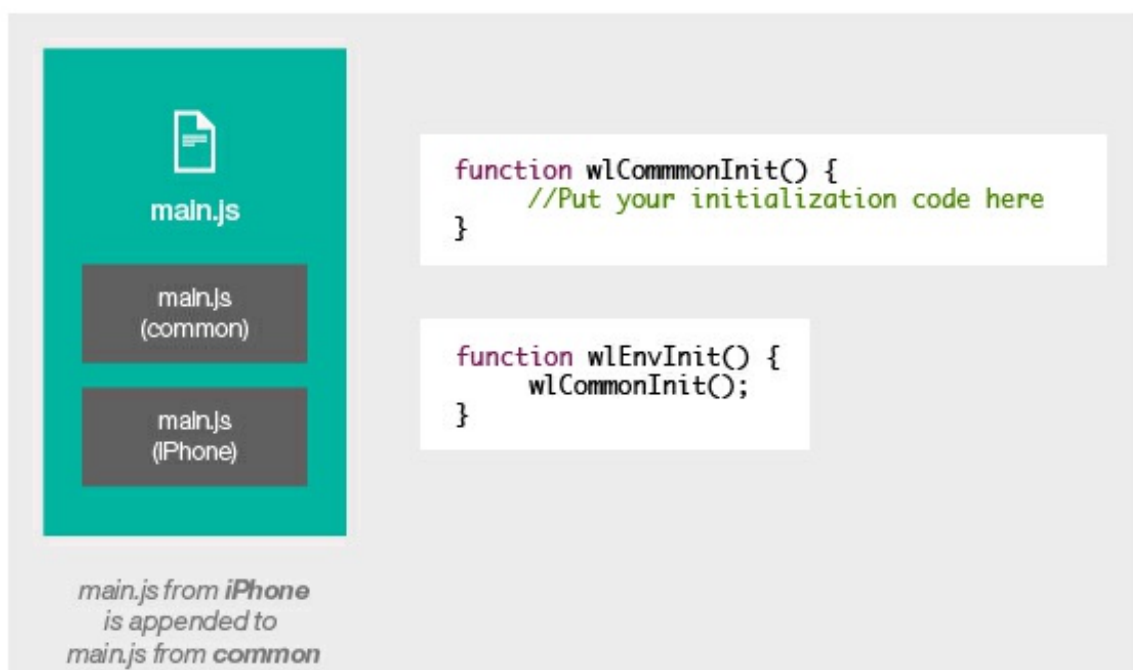 main.js
main.js
(common)
main.js
(iPhone)
main.js from iPhone
is appended to
main.js from common
function wlCommmonInit() {
//Put your initialization code here
}
function wlEnvInit() {
wlCommonInit();
}